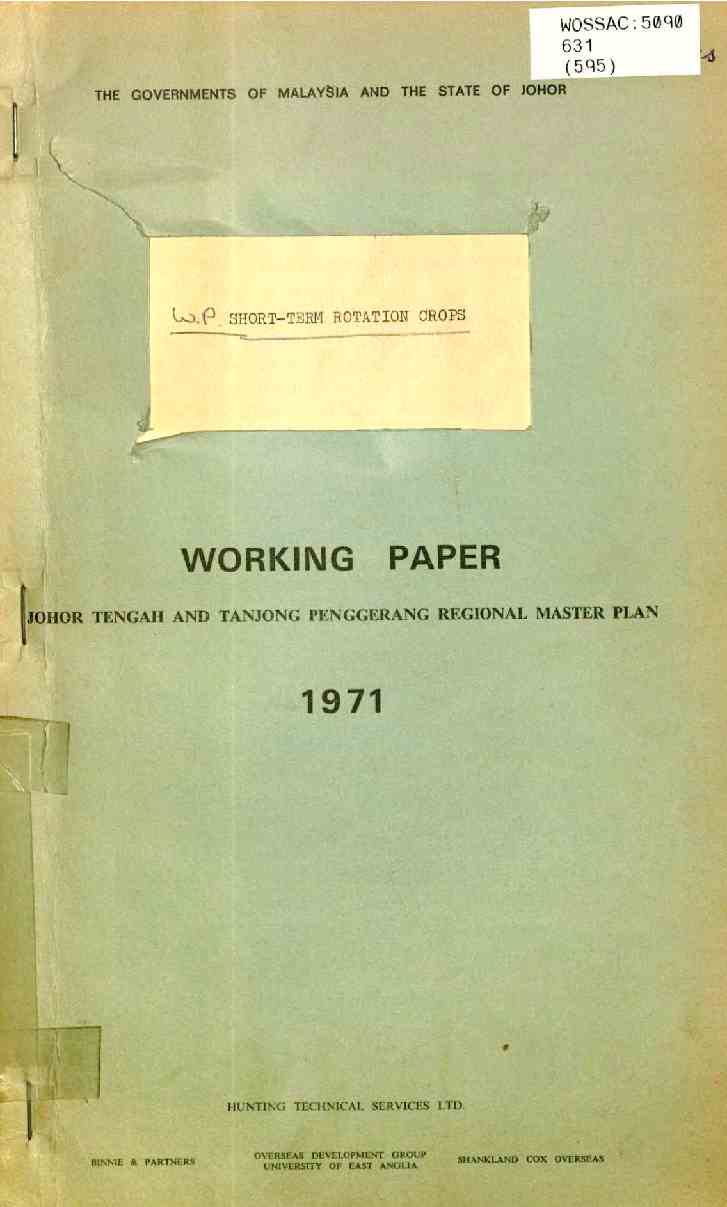 WOSSAC:5090
631
(595)
THE GOVERNMENTS OF MALAYSIA AND THE STATE OF JOHOR
W.P. SHORT-TERM ROTATION CROPS
WORKING PAPER
JOHOR TENGAH AND TANJONG PENGGERANG REGIONAL MASTER PLAN
1971
HUNTING TECHNICAL SERVICES LTD.
BINNIE & PARTNERS
OVERSEAS DEVELOPMENT GROUP
UNIVERSITY OF EAST ANGLIA
SHANKLAND COX OVERSEAS